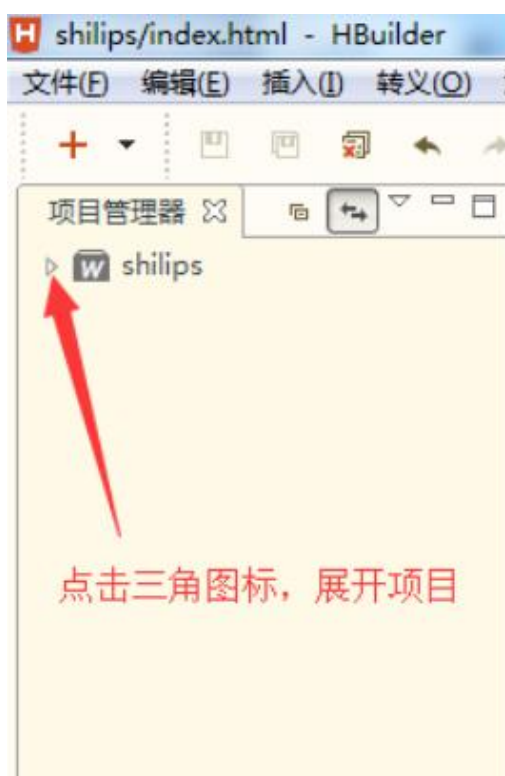 shilips/index.html - HBuilder
文件(F) 编辑(E) 插入(I) 转义(O)
项目管理器
shilips
点击三角图标，展开项目